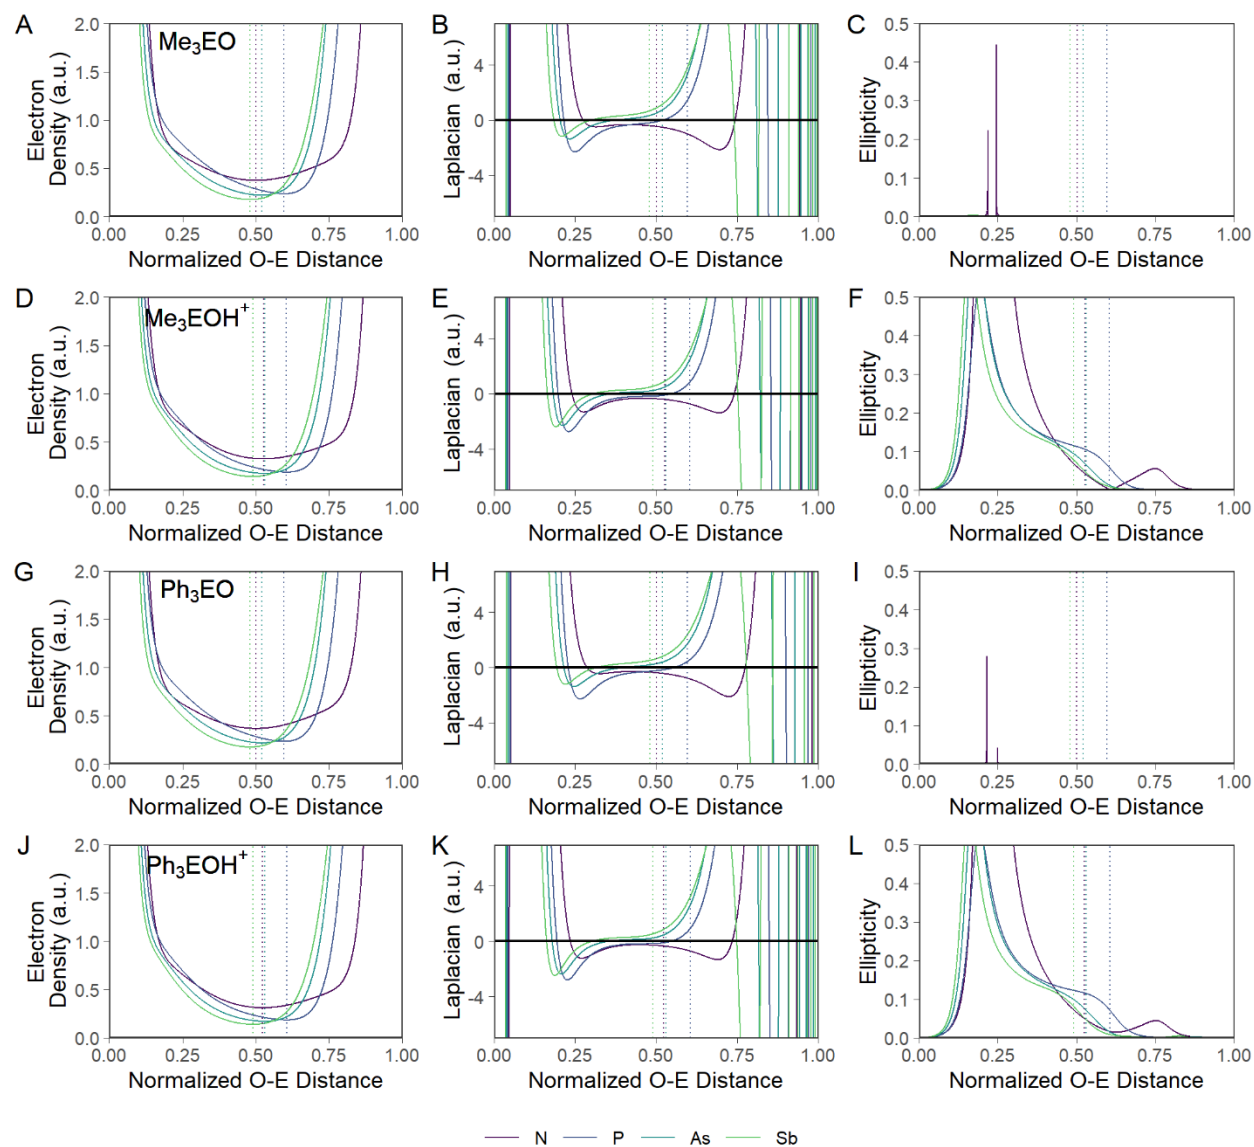 A
Me₃EO
Electron
Density (a.u.)
2.0
1.5
1.0
0.5
0.0
0.00 0.25 0.50 0.75 1.00
Normalized O-E Distance
B
Laplacian (a.u.)
4
0
-4
0.00 0.25 0.50 0.75 1.00
Normalized O-E Distance
C
Ellipticity
0.5
0.4
0.3
0.2
0.1
0.0
0.00 0.25 0.50 0.75 1.00
Normalized O-E Distance
D
Me₃EOH⁺
Electron
Density (a.u.)
2.0
1.5
1.0
0.5
0.0
0.00 0.25 0.50 0.75 1.00
Normalized O-E Distance
E
Laplacian (a.u.)
4
0
-4
0.00 0.25 0.50 0.75 1.00
Normalized O-E Distance
F
Ellipticity
0.5
0.4
0.3
0.2
0.1
0.0
0.00 0.25 0.50 0.75 1.00
Normalized O-E Distance
G
Ph₃EO
Electron
Density (a.u.)
2.0
1.5
1.0
0.5
0.0
0.00 0.25 0.50 0.75 1.00
Normalized O-E Distance
H
Laplacian (a.u.)
4
0
-4
0.00 0.25 0.50 0.75 1.00
Normalized O-E Distance
I
Ellipticity
0.5
0.4
0.3
0.2
0.1
0.0
0.00 0.25 0.50 0.75 1.00
Normalized O-E Distance
J
Ph₃EOH⁺
Electron
Density (a.u.)
2.0
1.5
1.0
0.5
0.0
0.00 0.25 0.50 0.75 1.00
Normalized O-E Distance
K
Laplacian (a.u.)
4
0
-4
0.00 0.25 0.50 0.75 1.00
Normalized O-E Distance
L
Ellipticity
0.5
0.4
0.3
0.2
0.1
0.0
0.00 0.25 0.50 0.75 1.00
Normalized O-E Distance
N P As Sb